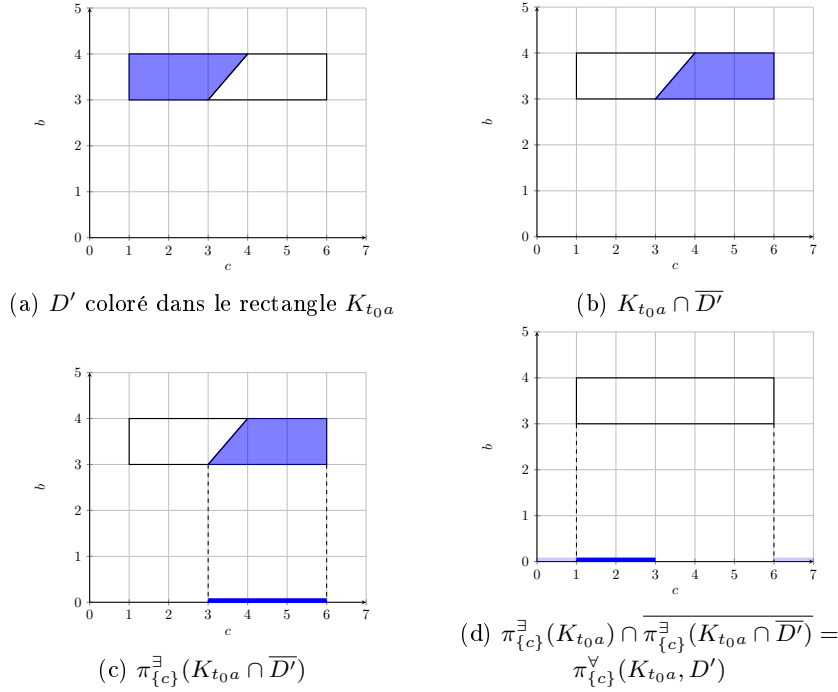 5
4
3
2
1
0
b
0 1 2 3 4 5 6 7
c
(a) D′ coloré dans le rectangle K_{t_0a}
5
4
3
2
1
0
b
0 1 2 3 4 5 6 7
c
(b) K_{t_0a} ∩ \overline{D′}
5
4
3
2
1
0
b
0 1 2 3 4 5 6 7
c
(c) π^∃_{\{c\}}(K_{t_0a} ∩ \overline{D′})
5
4
3
2
1
0
b
0 1 2 3 4 5 6 7
c
(d) π^∃_{\{c\}}(K_{t_0a}) ∩ \overline{π^∃_{\{c\}}(K_{t_0a} ∩ \overline{D′})} =
π^∀_{\{c\}}(K_{t_0a}, D′)